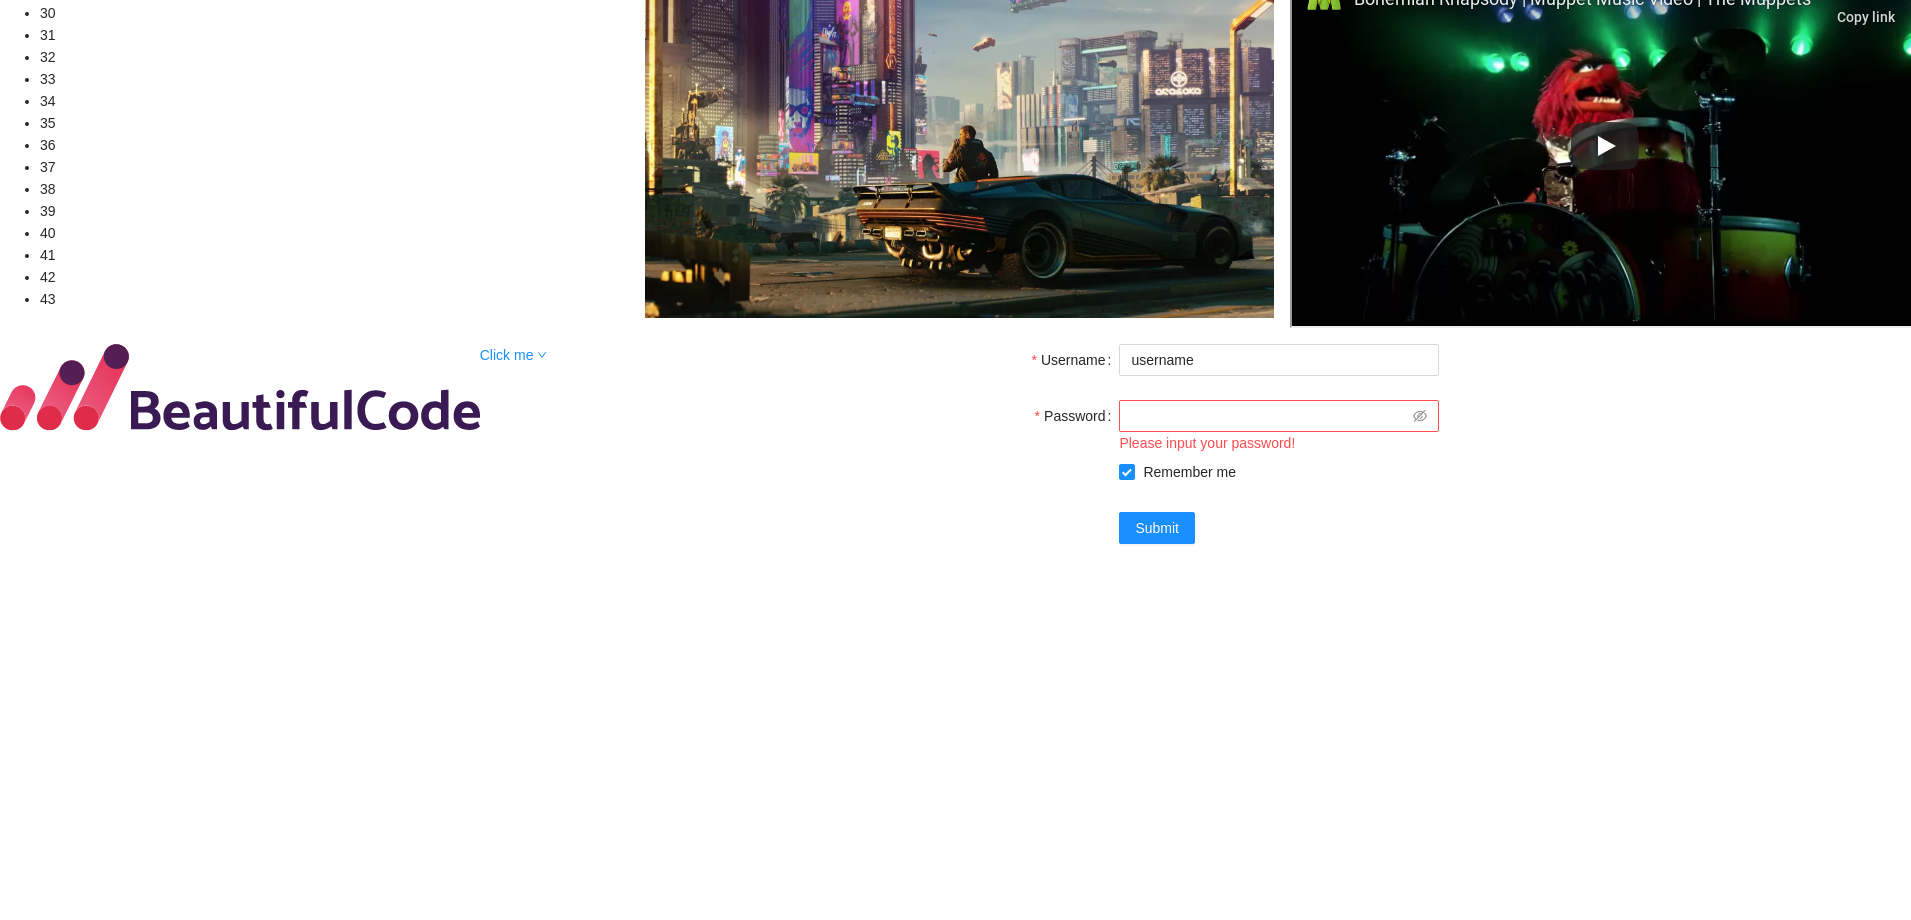 30
31
32
33
34
35
36
37
38
39
40
41
42
43
arasaka
Bohemian Rhapsody | Muppet Music Video | The Muppets
Copy link
BeautifulCode
Click me
* Username :
username
* Password :
Please input your password!
Remember me
Submit